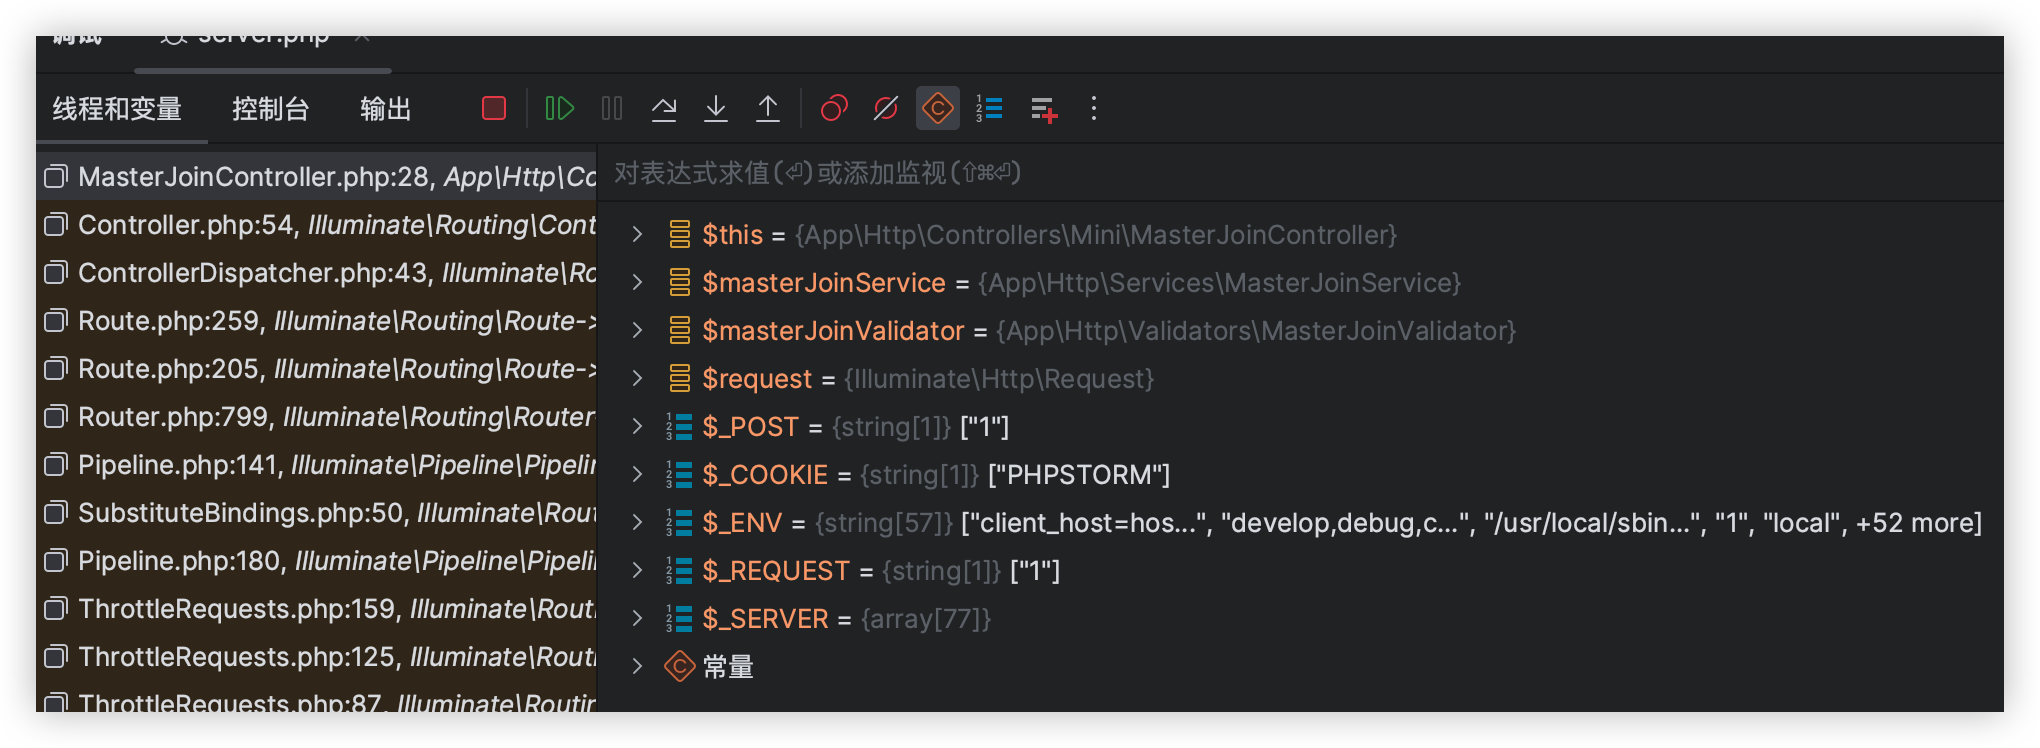 调试 server.php ×
线程和变量 控制台 输出
MasterJoinController.php:28, App\Http\Co
Controller.php:54, Illuminate\Routing\Cont
ControllerDispatcher.php:43, Illuminate\Ro
Route.php:259, Illuminate\Routing\Route->
Route.php:205, Illuminate\Routing\Route->
Router.php:799, Illuminate\Routing\Router-
Pipeline.php:141, Illuminate\Pipeline\Pipelin
SubstituteBindings.php:50, Illuminate\Rout
Pipeline.php:180, Illuminate\Pipeline\Pipelin
ThrottleRequests.php:159, Illuminate\Routi
ThrottleRequests.php:125, Illuminate\Routi
ThrottleRequests.php:87, Illuminate\Routin
对表达式求值(⏎)或添加监视(⇧⌘⏎)
$this = {App\Http\Controllers\Mini\MasterJoinController}
$masterJoinService = {App\Http\Services\MasterJoinService}
$masterJoinValidator = {App\Http\Validators\MasterJoinValidator}
$request = {Illuminate\Http\Request}
$_POST = {string[1]} ["1"]
$_COOKIE = {string[1]} ["PHPSTORM"]
$_ENV = {string[57]} ["client_host=hos...", "develop,debug,c...", "/usr/local/sbin...", "1", "local", +52 more]
$_REQUEST = {string[1]} ["1"]
$_SERVER = {array[77]}
常量